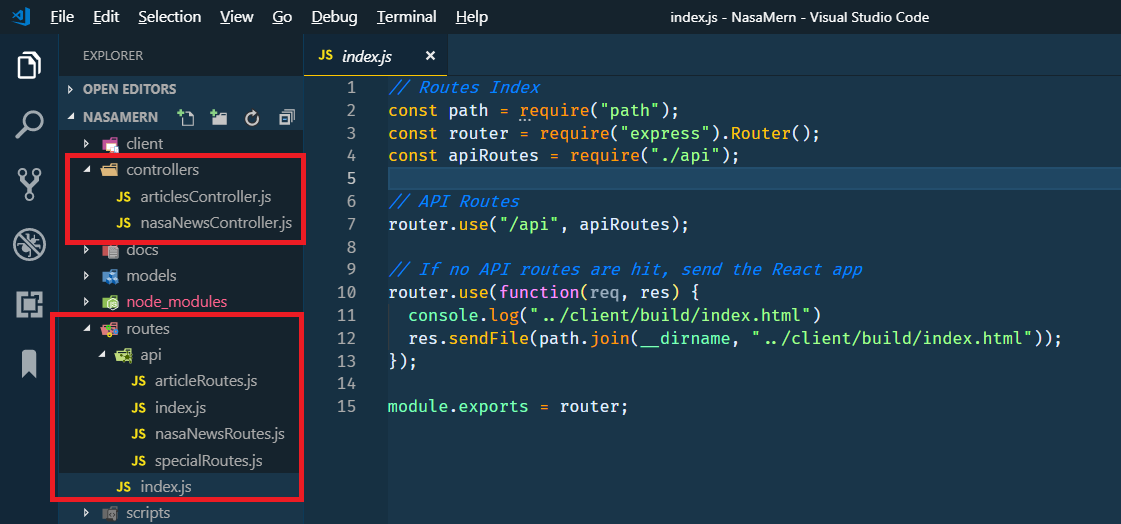 File Edit Selection View Go Debug Terminal Help index.js - NasaMern - Visual Studio Code
EXPLORER
OPEN EDITORS
NASAMERN
client
controllers
JS articlesController.js
JS nasaNewsController.js
docs
models
node_modules
routes
api
JS articleRoutes.js
JS index.js
JS nasaNewsRoutes.js
JS specialRoutes.js
JS index.js
scripts
JS index.js ×
1 // Routes Index
2 const path = require("path");
3 const router = require("express").Router();
4 const apiRoutes = require("./api");
5
6 // API Routes
7 router.use("/api", apiRoutes);
8
9 // If no API routes are hit, send the React app
10 router.use(function(req, res) {
11   console.log("../client/build/index.html")
12   res.sendFile(path.join(__dirname, "../client/build/index.html"));
13 });
14
15 module.exports = router;